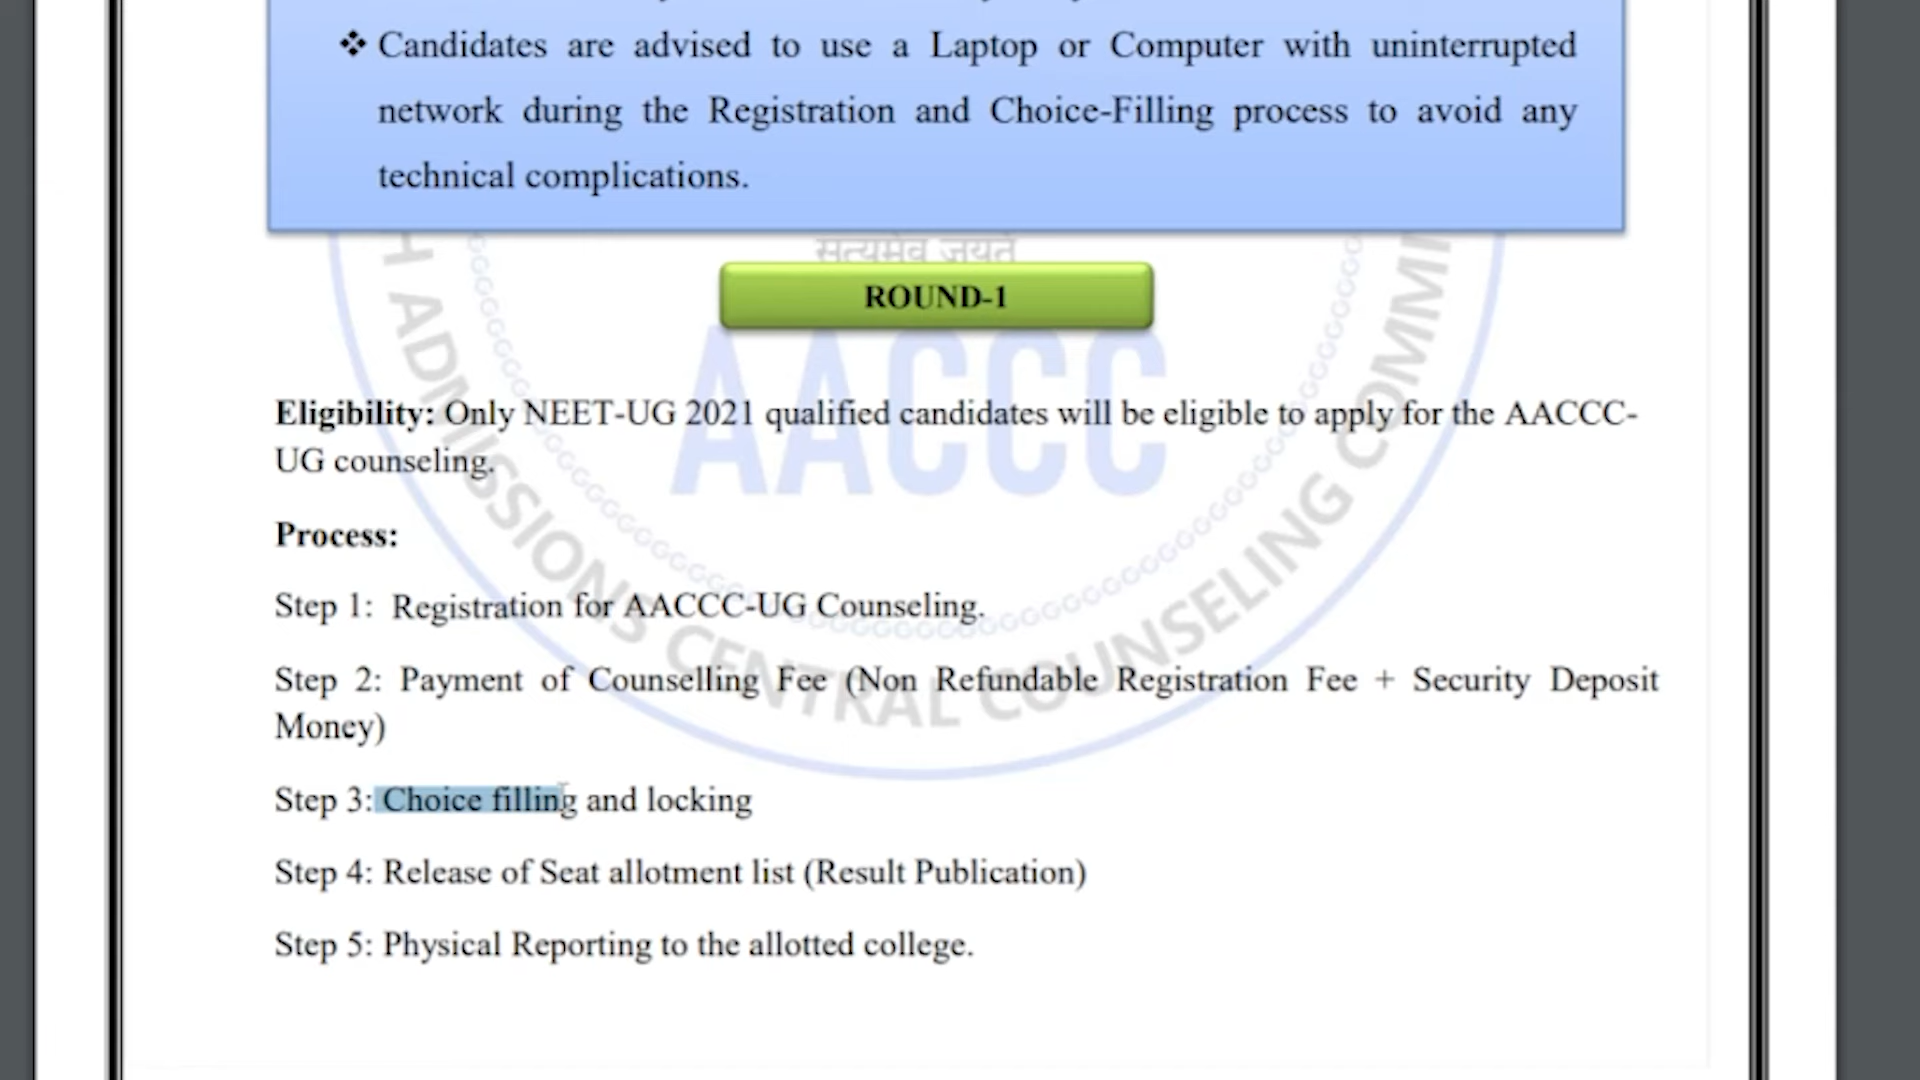 ❖ Candidates are advised to use a Laptop or Computer with uninterrupted
network during the Registration and Choice-Filling process to avoid any
technical complications.
सत्यमेव जयते
ROUND-1
AACCC
Eligibility: Only NEET-UG 2021 qualified candidates will be eligible to apply for the AACCC-
UG counseling.
Process:
Step 1: Registration for AACCC-UG Counseling.
Step 2: Payment of Counselling Fee (Non Refundable Registration Fee + Security Deposit
Money)
Step 3: Choice filling and locking
Step 4: Release of Seat allotment list (Result Publication)
Step 5: Physical Reporting to the allotted college.
ADMISSIONS CENTRAL COUNSELING